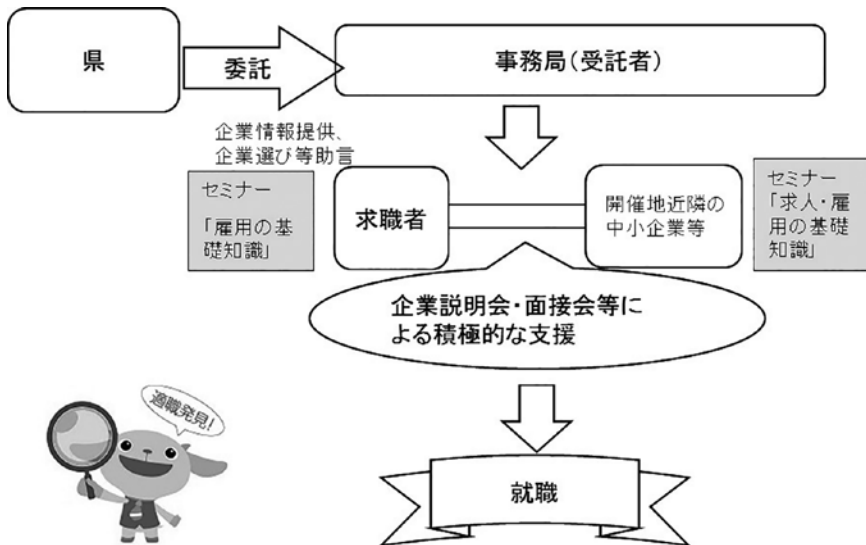 県
委託
事務局(受託者)
企業情報提供、
企業選び等助言
セミナー
「雇用の基
礎知識」
求職者
開催地近隣の
中小企業等
セミナー
「求人・雇
用の基礎
知識」
企業説明会・面接会等に
よる積極的な支援
適職発見!
就職